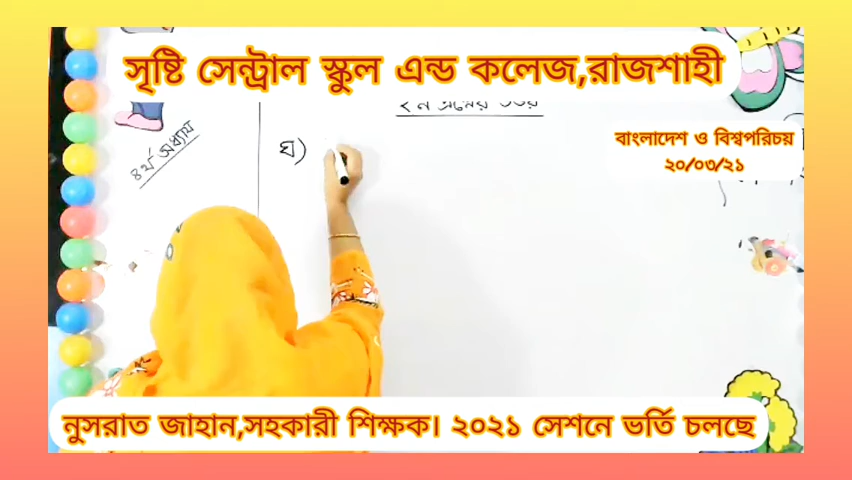 সৃষ্টি সেন্ট্রাল স্কুল এন্ড কলেজ,রাজশাহী
বাংলাদেশ ও বিশ্বপরিচয়
২০/০৩/২১
৪র্থ অধ্যায়
ঘ)
নুসরাত জাহান,সহকারী শিক্ষক। ২০২১ সেশনে ভর্তি চলছে